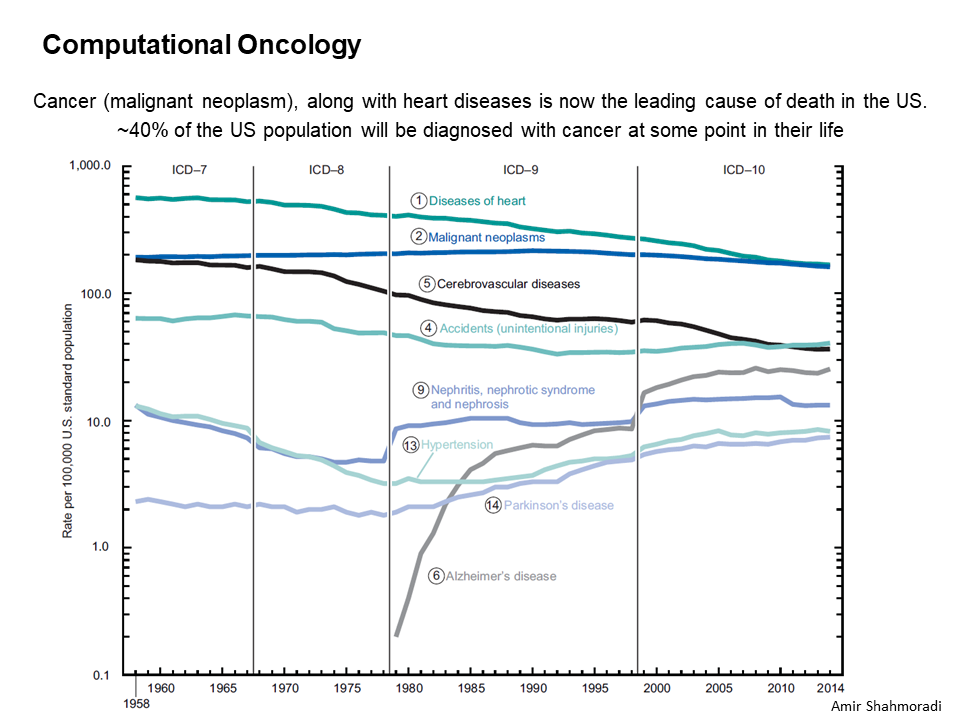 Computational Oncology
Cancer (malignant neoplasm), along with heart diseases is now the leading cause of death in the US.
~40% of the US population will be diagnosed with cancer at some point in their life
1,000.0
ICD–7
ICD–8
ICD–9
ICD–10
1 Diseases of heart
2 Malignant neoplasms
5 Cerebrovascular diseases
100.0
4 Accidents (unintentional injuries)
Rate per 100,000 U.S. standard population
9 Nephritis, nephrotic syndrome
and nephrosis
10.0
13 Hypertension
14 Parkinson's disease
1.0
6 Alzheimer's disease
0.1
1958
1960
1965
1970
1975
1980
1985
1990
1995
2000
2005
2010
2014
Amir Shahmoradi